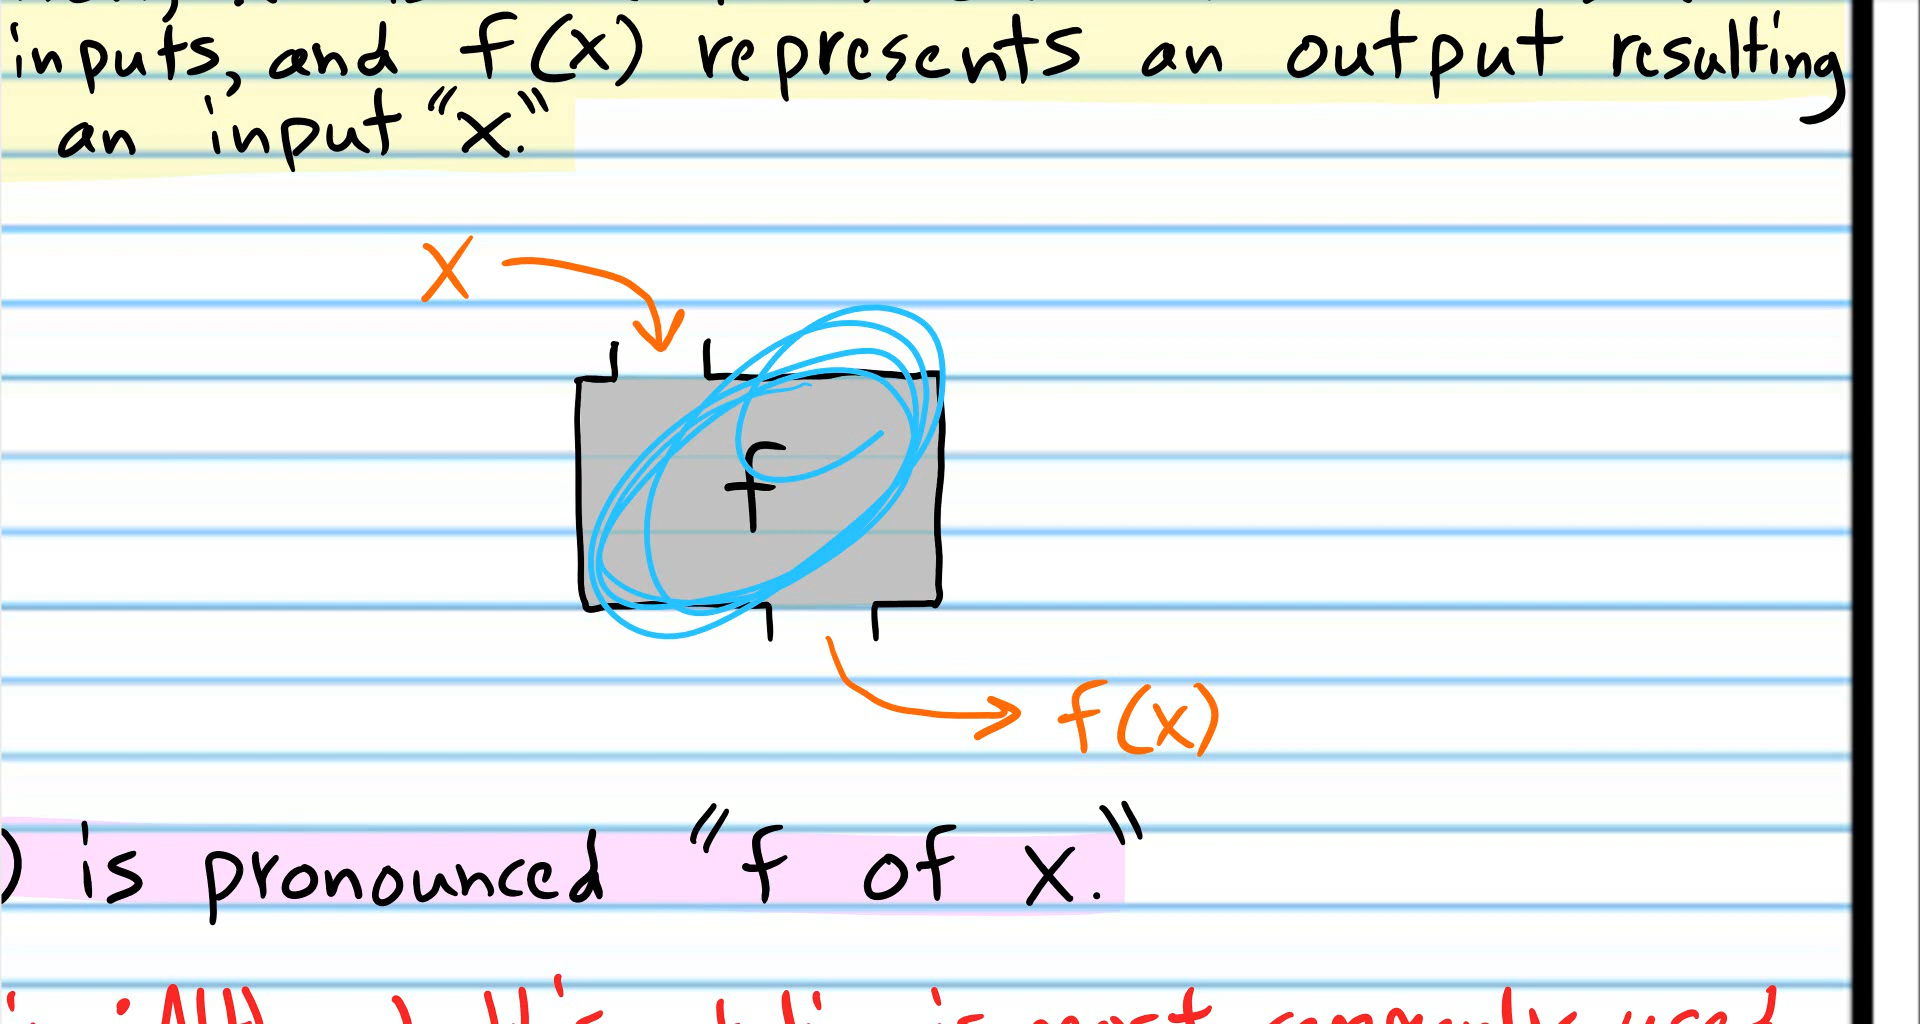 inputs, and f(x) represents an output resulting
an input "x."
x
f
f(x)
) is pronounced "f of x."